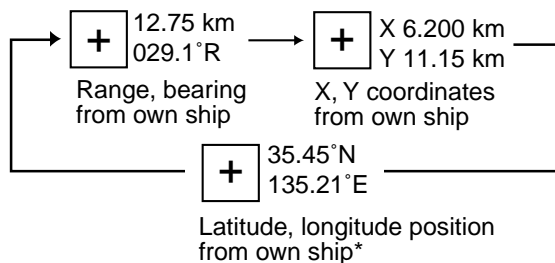 12.75 km
029.1˚R
Range, bearing
from own ship
X 6.200 km
Y 11.15 km
X, Y coordinates
from own ship
35.45˚N
135.21˚E
Latitude, longitude position
from own ship*